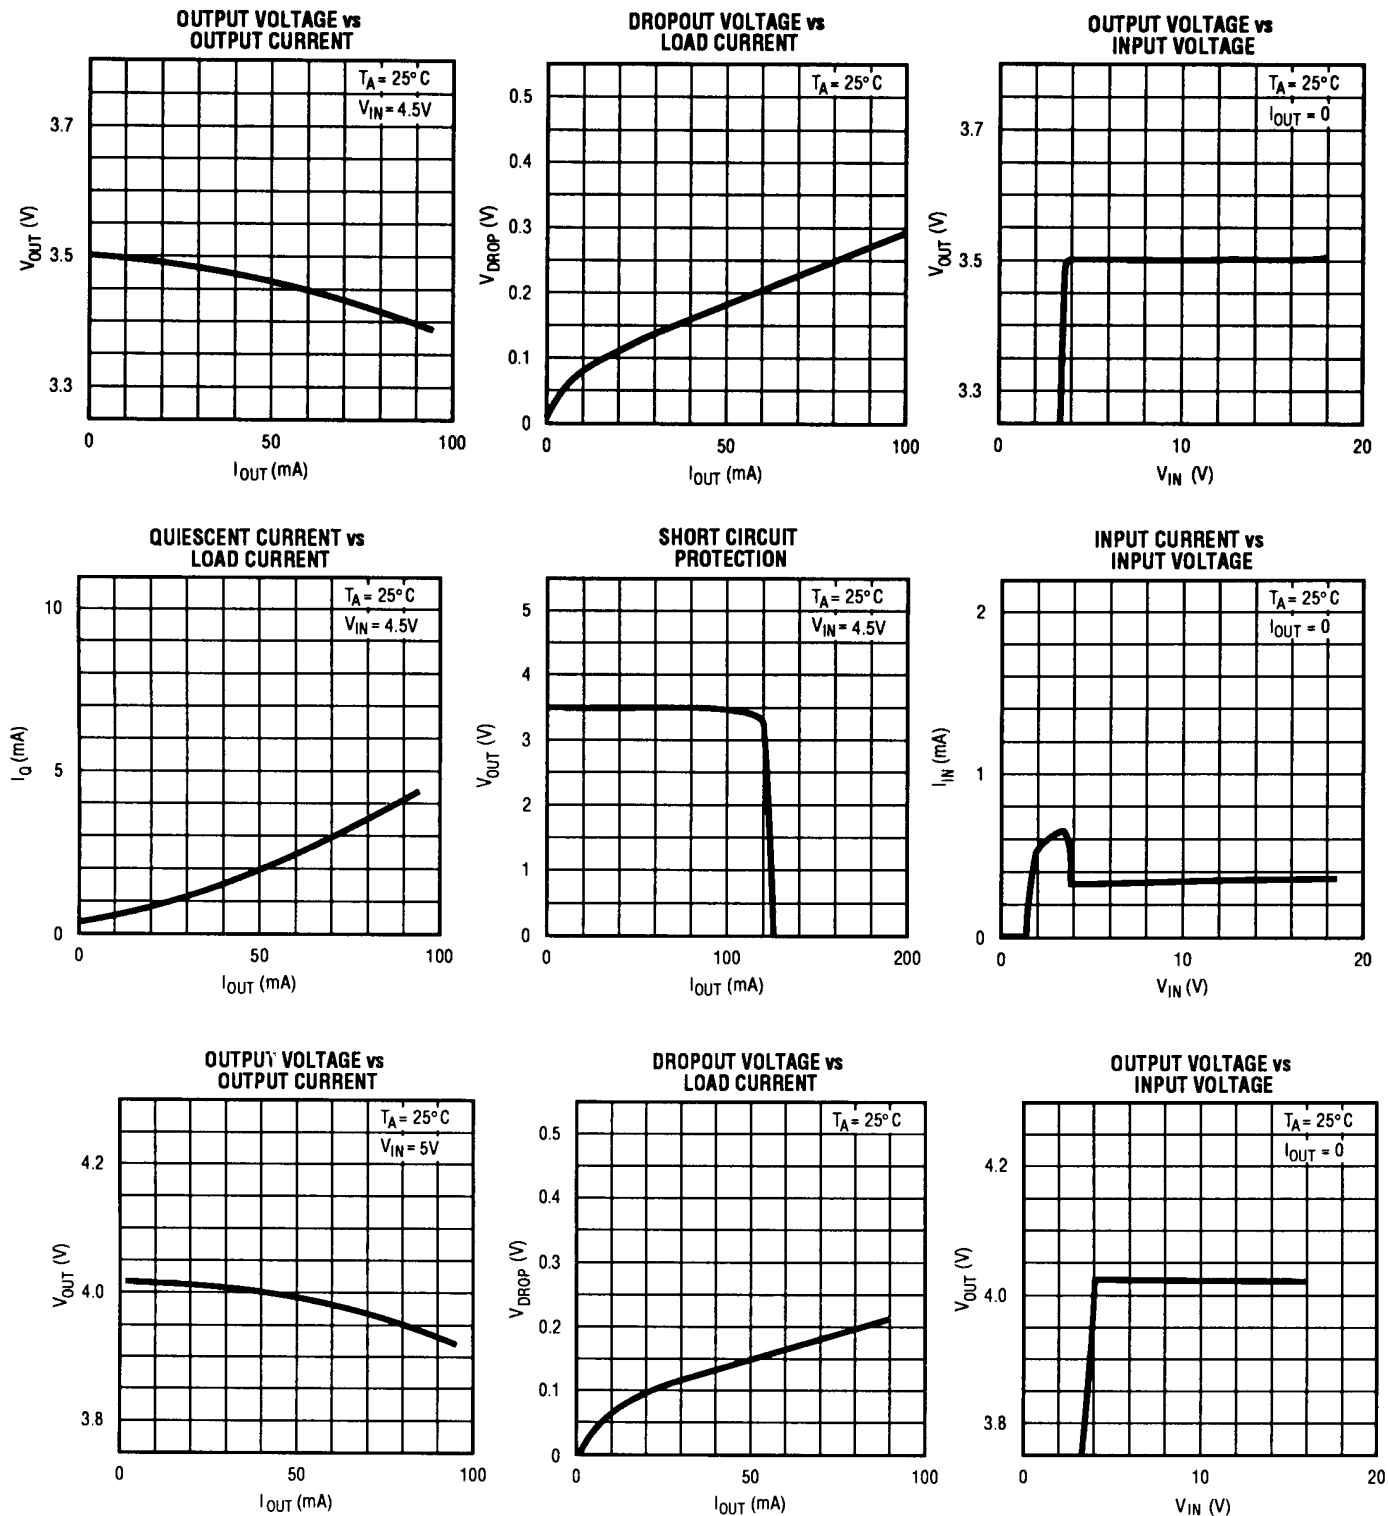 OUTPUT VOLTAGE vs
OUTPUT CURRENT
TA = 25°C
VIN = 4.5V
3.7
3.5
3.3
VOUT (V)
0
50
100
IOUT (mA)
DROPOUT VOLTAGE vs
LOAD CURRENT
TA = 25°C
0.5
0.4
0.3
0.2
0.1
0
VDROP (V)
0
50
100
IOUT (mA)
OUTPUT VOLTAGE vs
INPUT VOLTAGE
TA = 25°C
IOUT = 0
3.7
3.5
3.3
VOUT (V)
0
10
20
VIN (V)
QUIESCENT CURRENT vs
LOAD CURRENT
TA = 25°C
VIN = 4.5V
10
5
0
IQ (mA)
0
50
100
IOUT (mA)
SHORT CIRCUIT
PROTECTION
TA = 25°C
VIN = 4.5V
5
4
3
2
1
0
VOUT (V)
0
100
200
IOUT (mA)
INPUT CURRENT vs
INPUT VOLTAGE
TA = 25°C
IOUT = 0
2
1
0
IIN (mA)
0
10
20
VIN (V)
OUTPUT VOLTAGE vs
OUTPUT CURRENT
TA = 25°C
VIN = 5V
4.2
4.0
3.8
VOUT (V)
0
50
100
IOUT (mA)
DROPOUT VOLTAGE vs
LOAD CURRENT
TA = 25°C
0.5
0.4
0.3
0.2
0.1
0
VDROP (V)
0
50
100
IOUT (mA)
OUTPUT VOLTAGE vs
INPUT VOLTAGE
TA = 25°C
IOUT = 0
4.2
4.0
3.8
VOUT (V)
0
10
20
VIN (V)